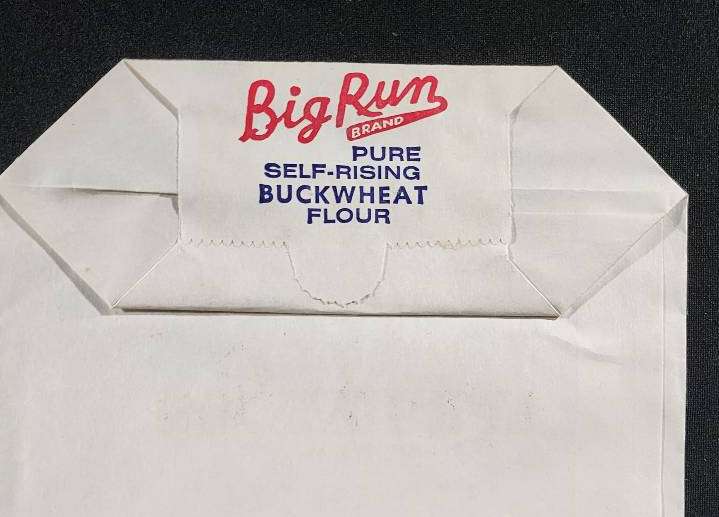 Big Run
BRAND
PURE
SELF-RISING
BUCKWHEAT
FLOUR